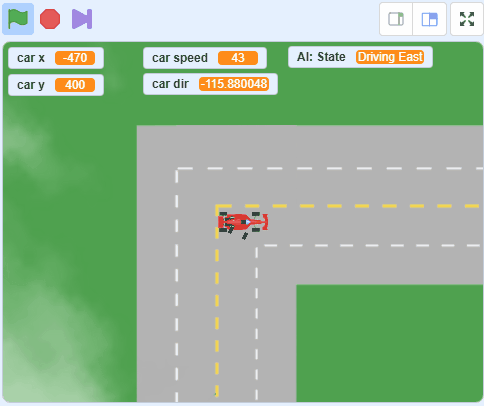 car x -470
car speed 43
AI: State Driving East
car y 400
car dir -115.880048